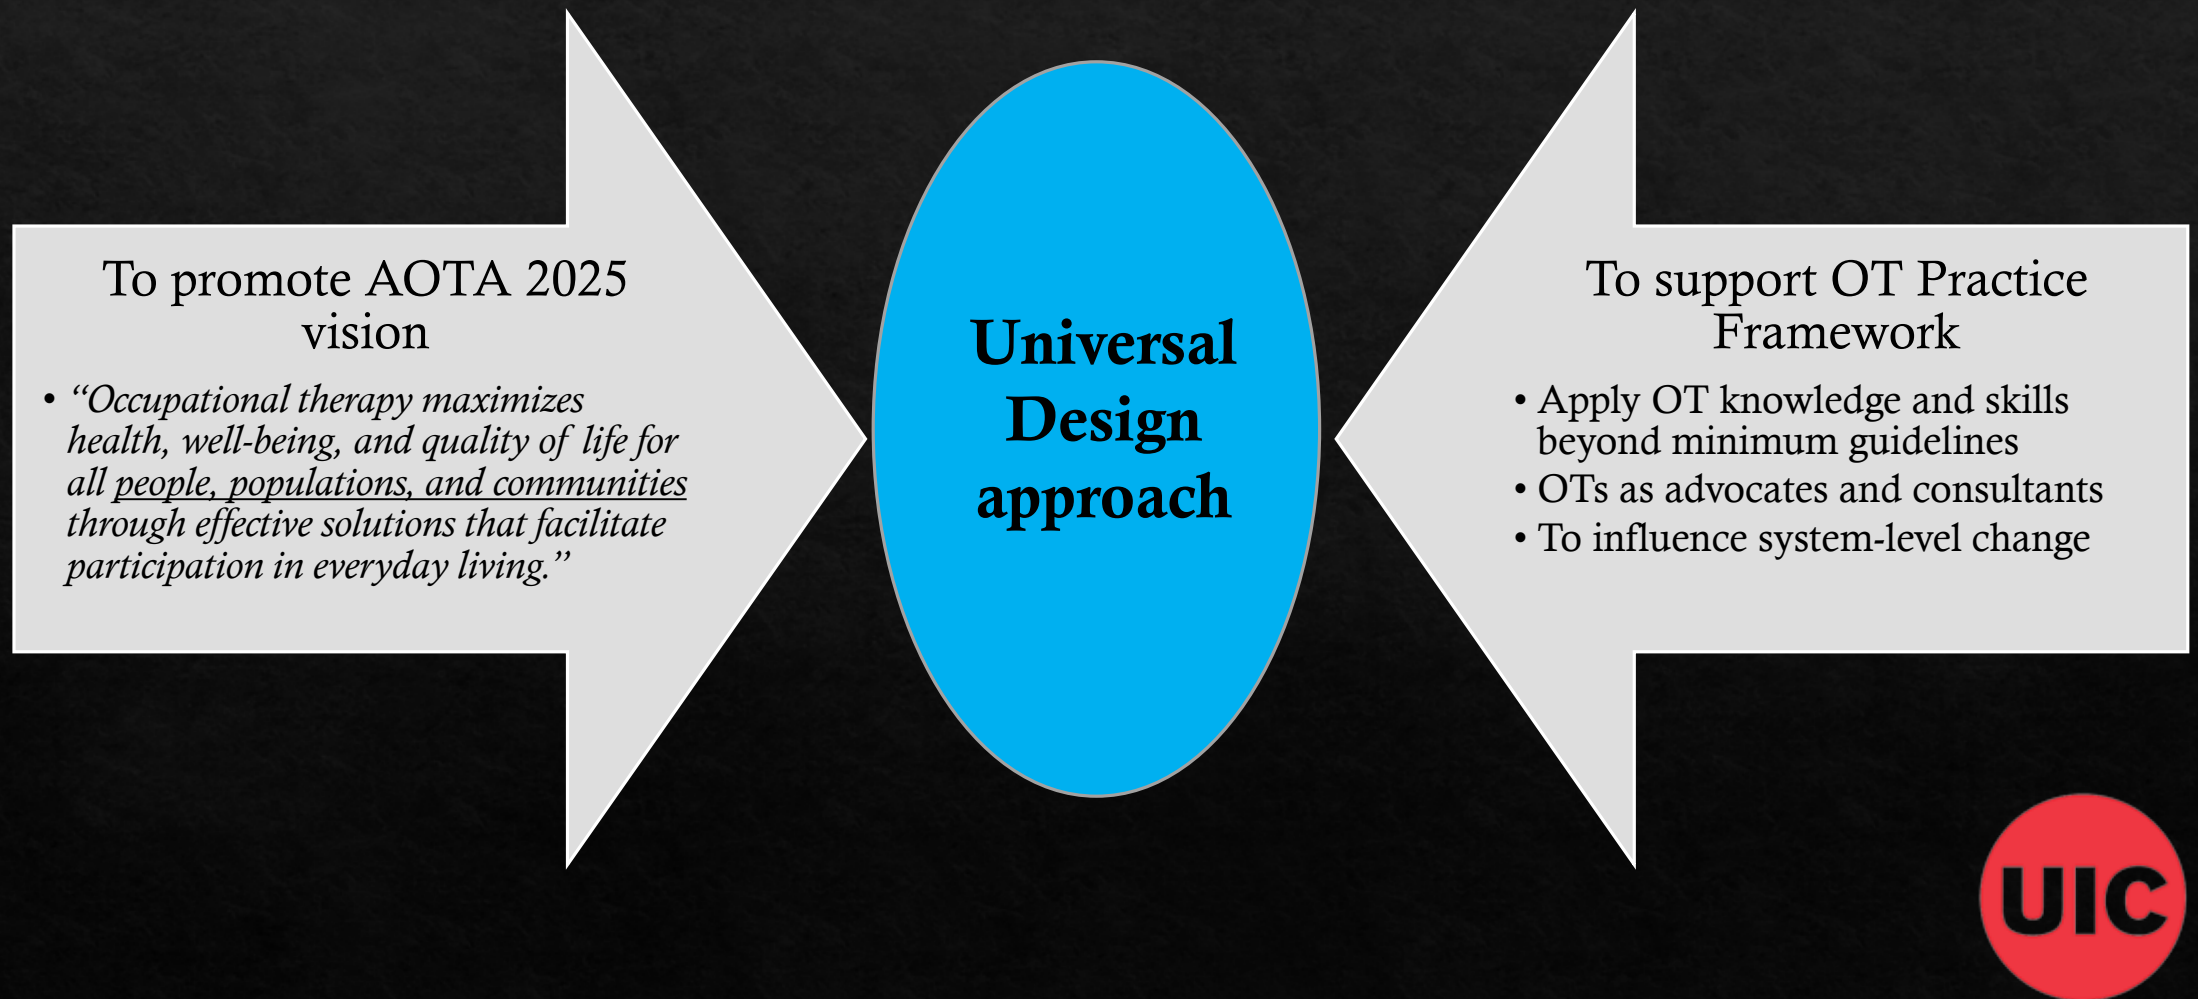 To promote AOTA 2025
vision
• “Occupational therapy maximizes
health, well-being, and quality of life for
all people, populations, and communities
through effective solutions that facilitate
participation in everyday living.”
Universal
Design
approach
To support OT Practice
Framework
• Apply OT knowledge and skills
beyond minimum guidelines
• OTs as advocates and consultants
• To influence system-level change
UIC